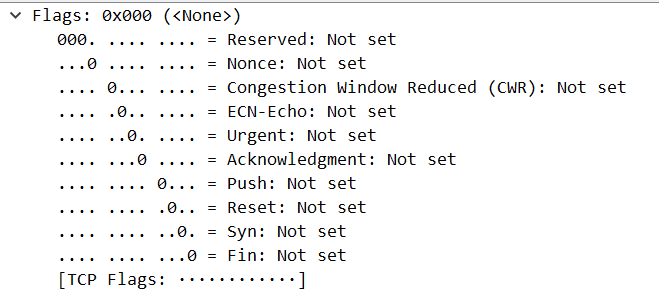 Flags: 0x000 (<None>)
000. .... .... = Reserved: Not set
...0 .... .... = Nonce: Not set
.... 0... .... = Congestion Window Reduced (CWR): Not set
.... .0.. .... = ECN-Echo: Not set
.... ..0. .... = Urgent: Not set
.... ...0 .... = Acknowledgment: Not set
.... .... 0... = Push: Not set
.... .... .0.. = Reset: Not set
.... .... ..0. = Syn: Not set
.... .... ...0 = Fin: Not set
[TCP Flags: ············]